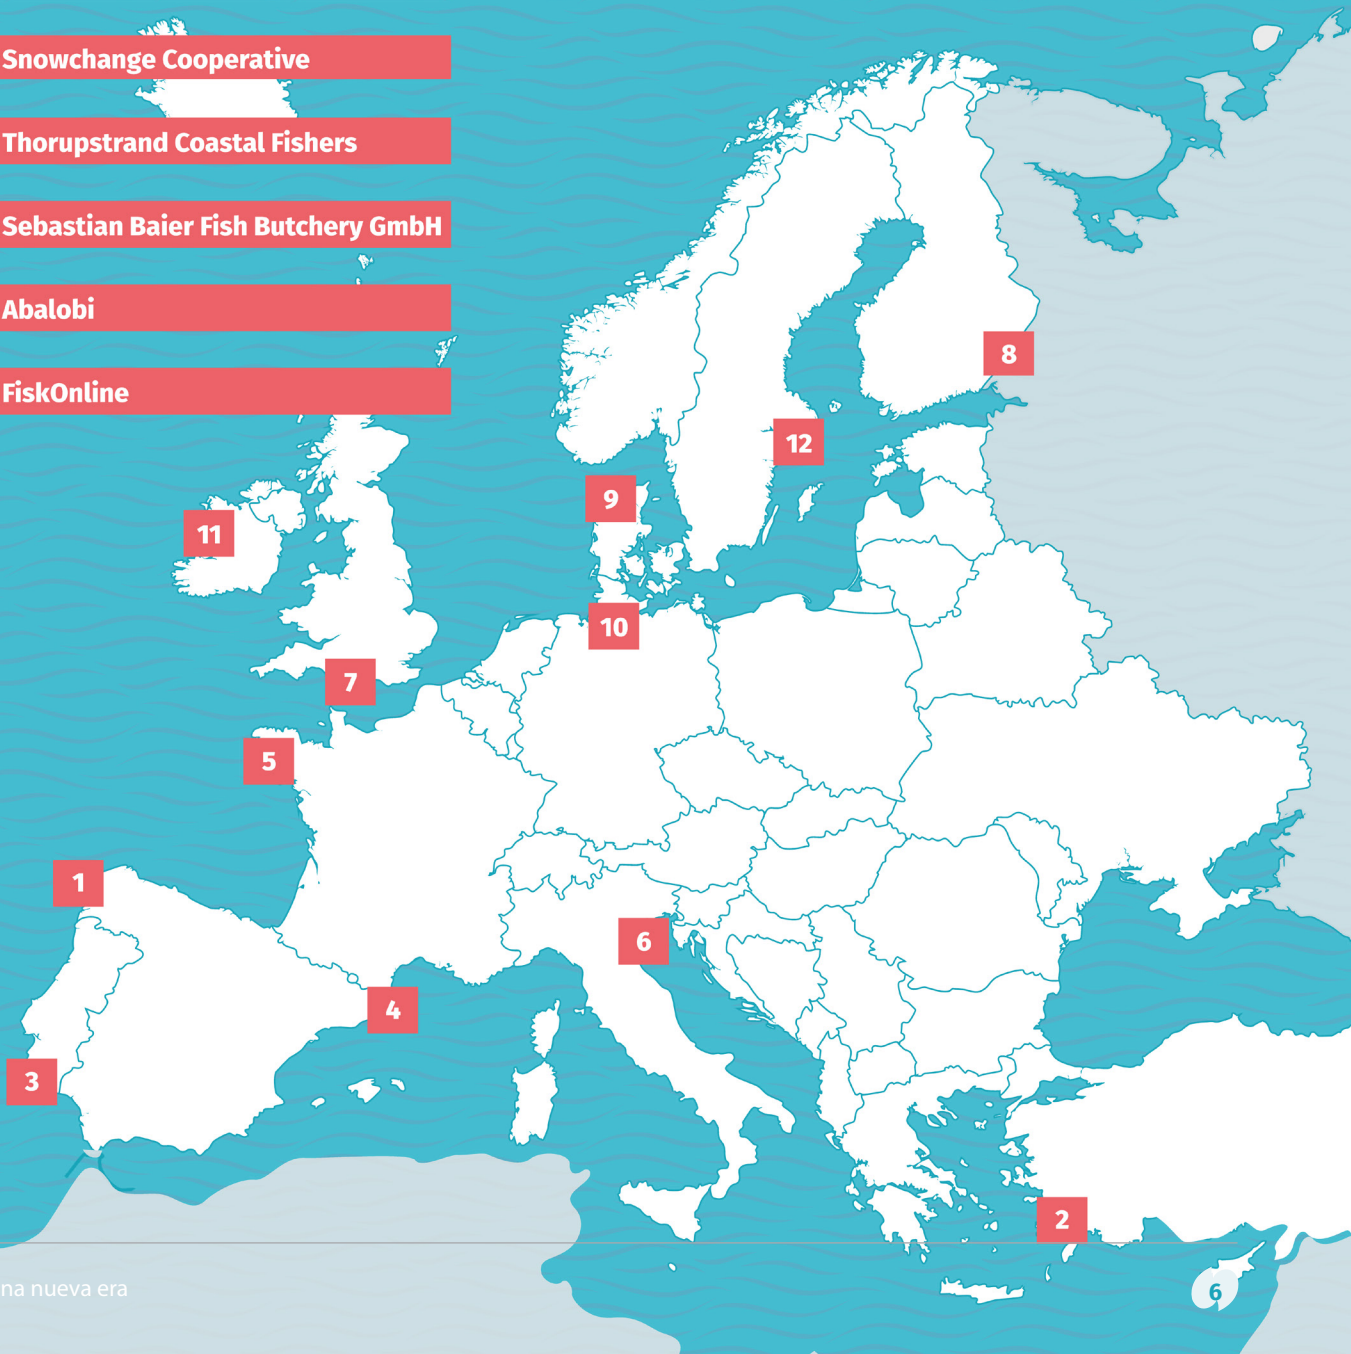 Snowchange Cooperative
Thorupstrand Coastal Fishers
Sebastian Baier Fish Butchery GmbH
Abalobi
FiskOnline
8
12
9
11
10
7
5
1
6
4
3
2
na nueva era
6